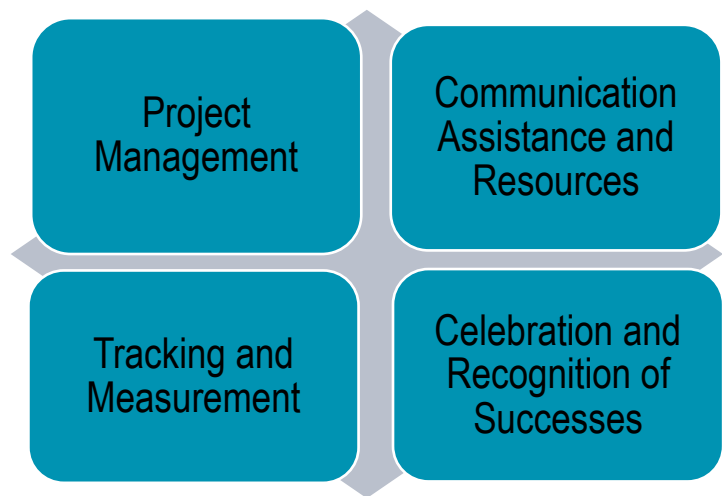 Project
Management
Communication
Assistance and
Resources
Tracking and
Measurement
Celebration and
Recognition of
Successes